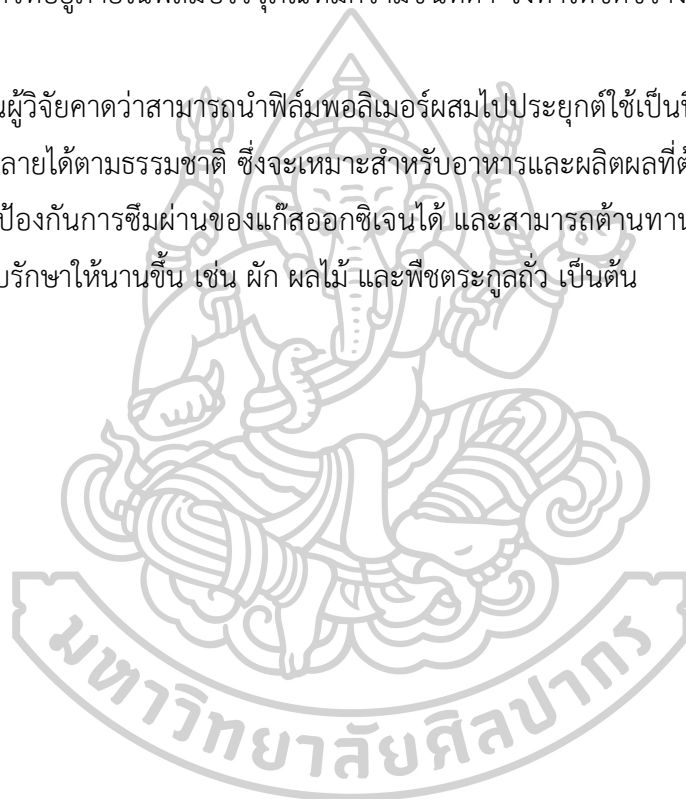 นผู้วิจัยคาดว่าสามารถนำฟิล์มพอลิเมอร์ผสมไปประยุกต์ใช้เป็น
ลายได้ตามธรรมชาติ ซึ่งจะเหมาะสำหรับอาหารและผลิตผลที่ต้
ป้องกันการซึมผ่านของแก๊สออกซิเจนได้ และสามารถต้านทาน
บรักษาให้นานขึ้น เช่น ผัก ผลไม้ และพืชตระกูลถั่ว เป็นต้น
มหาวิทยาลัยศิลปากร